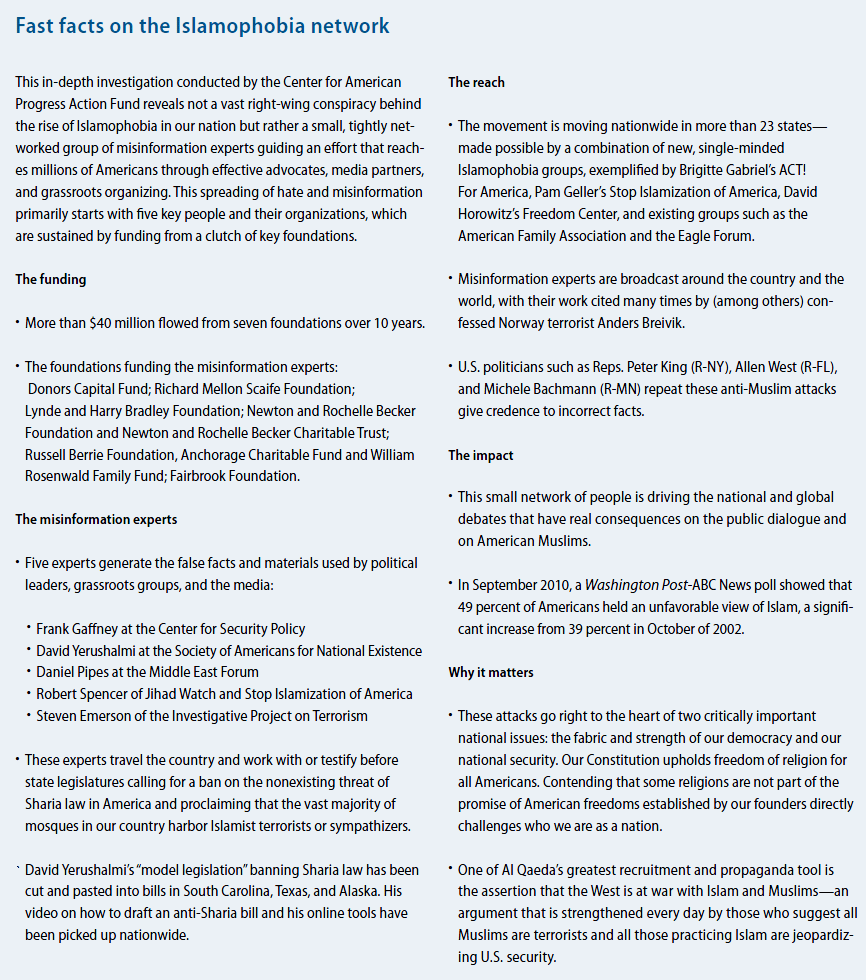 Fast facts on the Islamophobia network
This in-depth investigation conducted by the Center for American
Progress Action Fund reveals not a vast right-wing conspiracy behind
the rise of Islamophobia in our nation but rather a small, tightly net-
worked group of misinformation experts guiding an effort that reach-
es millions of Americans through effective advocates, media partners,
and grassroots organizing. This spreading of hate and misinformation
primarily starts with five key people and their organizations, which
are sustained by funding from a clutch of key foundations.
The funding
• More than $40 million flowed from seven foundations over 10 years.
• The foundations funding the misinformation experts:
Donors Capital Fund; Richard Mellon Scaife Foundation;
Lynde and Harry Bradley Foundation; Newton and Rochelle Becker
Foundation and Newton and Rochelle Becker Charitable Trust;
Russell Berrie Foundation, Anchorage Charitable Fund and William
Rosenwald Family Fund; Fairbrook Foundation.
The misinformation experts
• Five experts generate the false facts and materials used by political
leaders, grassroots groups, and the media:
• Frank Gaffney at the Center for Security Policy
• David Yerushalmi at the Society of Americans for National Existence
• Daniel Pipes at the Middle East Forum
• Robert Spencer of Jihad Watch and Stop Islamization of America
• Steven Emerson of the Investigative Project on Terrorism
• These experts travel the country and work with or testify before
state legislatures calling for a ban on the nonexisting threat of
Sharia law in America and proclaiming that the vast majority of
mosques in our country harbor Islamist terrorists or sympathizers.
` David Yerushalmi's "model legislation" banning Sharia law has been
cut and pasted into bills in South Carolina, Texas, and Alaska. His
video on how to draft an anti-Sharia bill and his online tools have
been picked up nationwide.
The reach
• The movement is moving nationwide in more than 23 states—
made possible by a combination of new, single-minded
Islamophobia groups, exemplified by Brigitte Gabriel's ACT!
For America, Pam Geller's Stop Islamization of America, David
Horowitz's Freedom Center, and existing groups such as the
American Family Association and the Eagle Forum.
• Misinformation experts are broadcast around the country and the
world, with their work cited many times by (among others) con-
fessed Norway terrorist Anders Breivik.
• U.S. politicians such as Reps. Peter King (R-NY), Allen West (R-FL),
and Michele Bachmann (R-MN) repeat these anti-Muslim attacks
give credence to incorrect facts.
The impact
• This small network of people is driving the national and global
debates that have real consequences on the public dialogue and
on American Muslims.
• In September 2010, a Washington Post-ABC News poll showed that
49 percent of Americans held an unfavorable view of Islam, a signifi-
cant increase from 39 percent in October of 2002.
Why it matters
• These attacks go right to the heart of two critically important
national issues: the fabric and strength of our democracy and our
national security. Our Constitution upholds freedom of religion for
all Americans. Contending that some religions are not part of the
promise of American freedoms established by our founders directly
challenges who we are as a nation.
• One of Al Qaeda's greatest recruitment and propaganda tool is
the assertion that the West is at war with Islam and Muslims—an
argument that is strengthened every day by those who suggest all
Muslims are terrorists and all those practicing Islam are jeopardiz-
ing U.S. security.